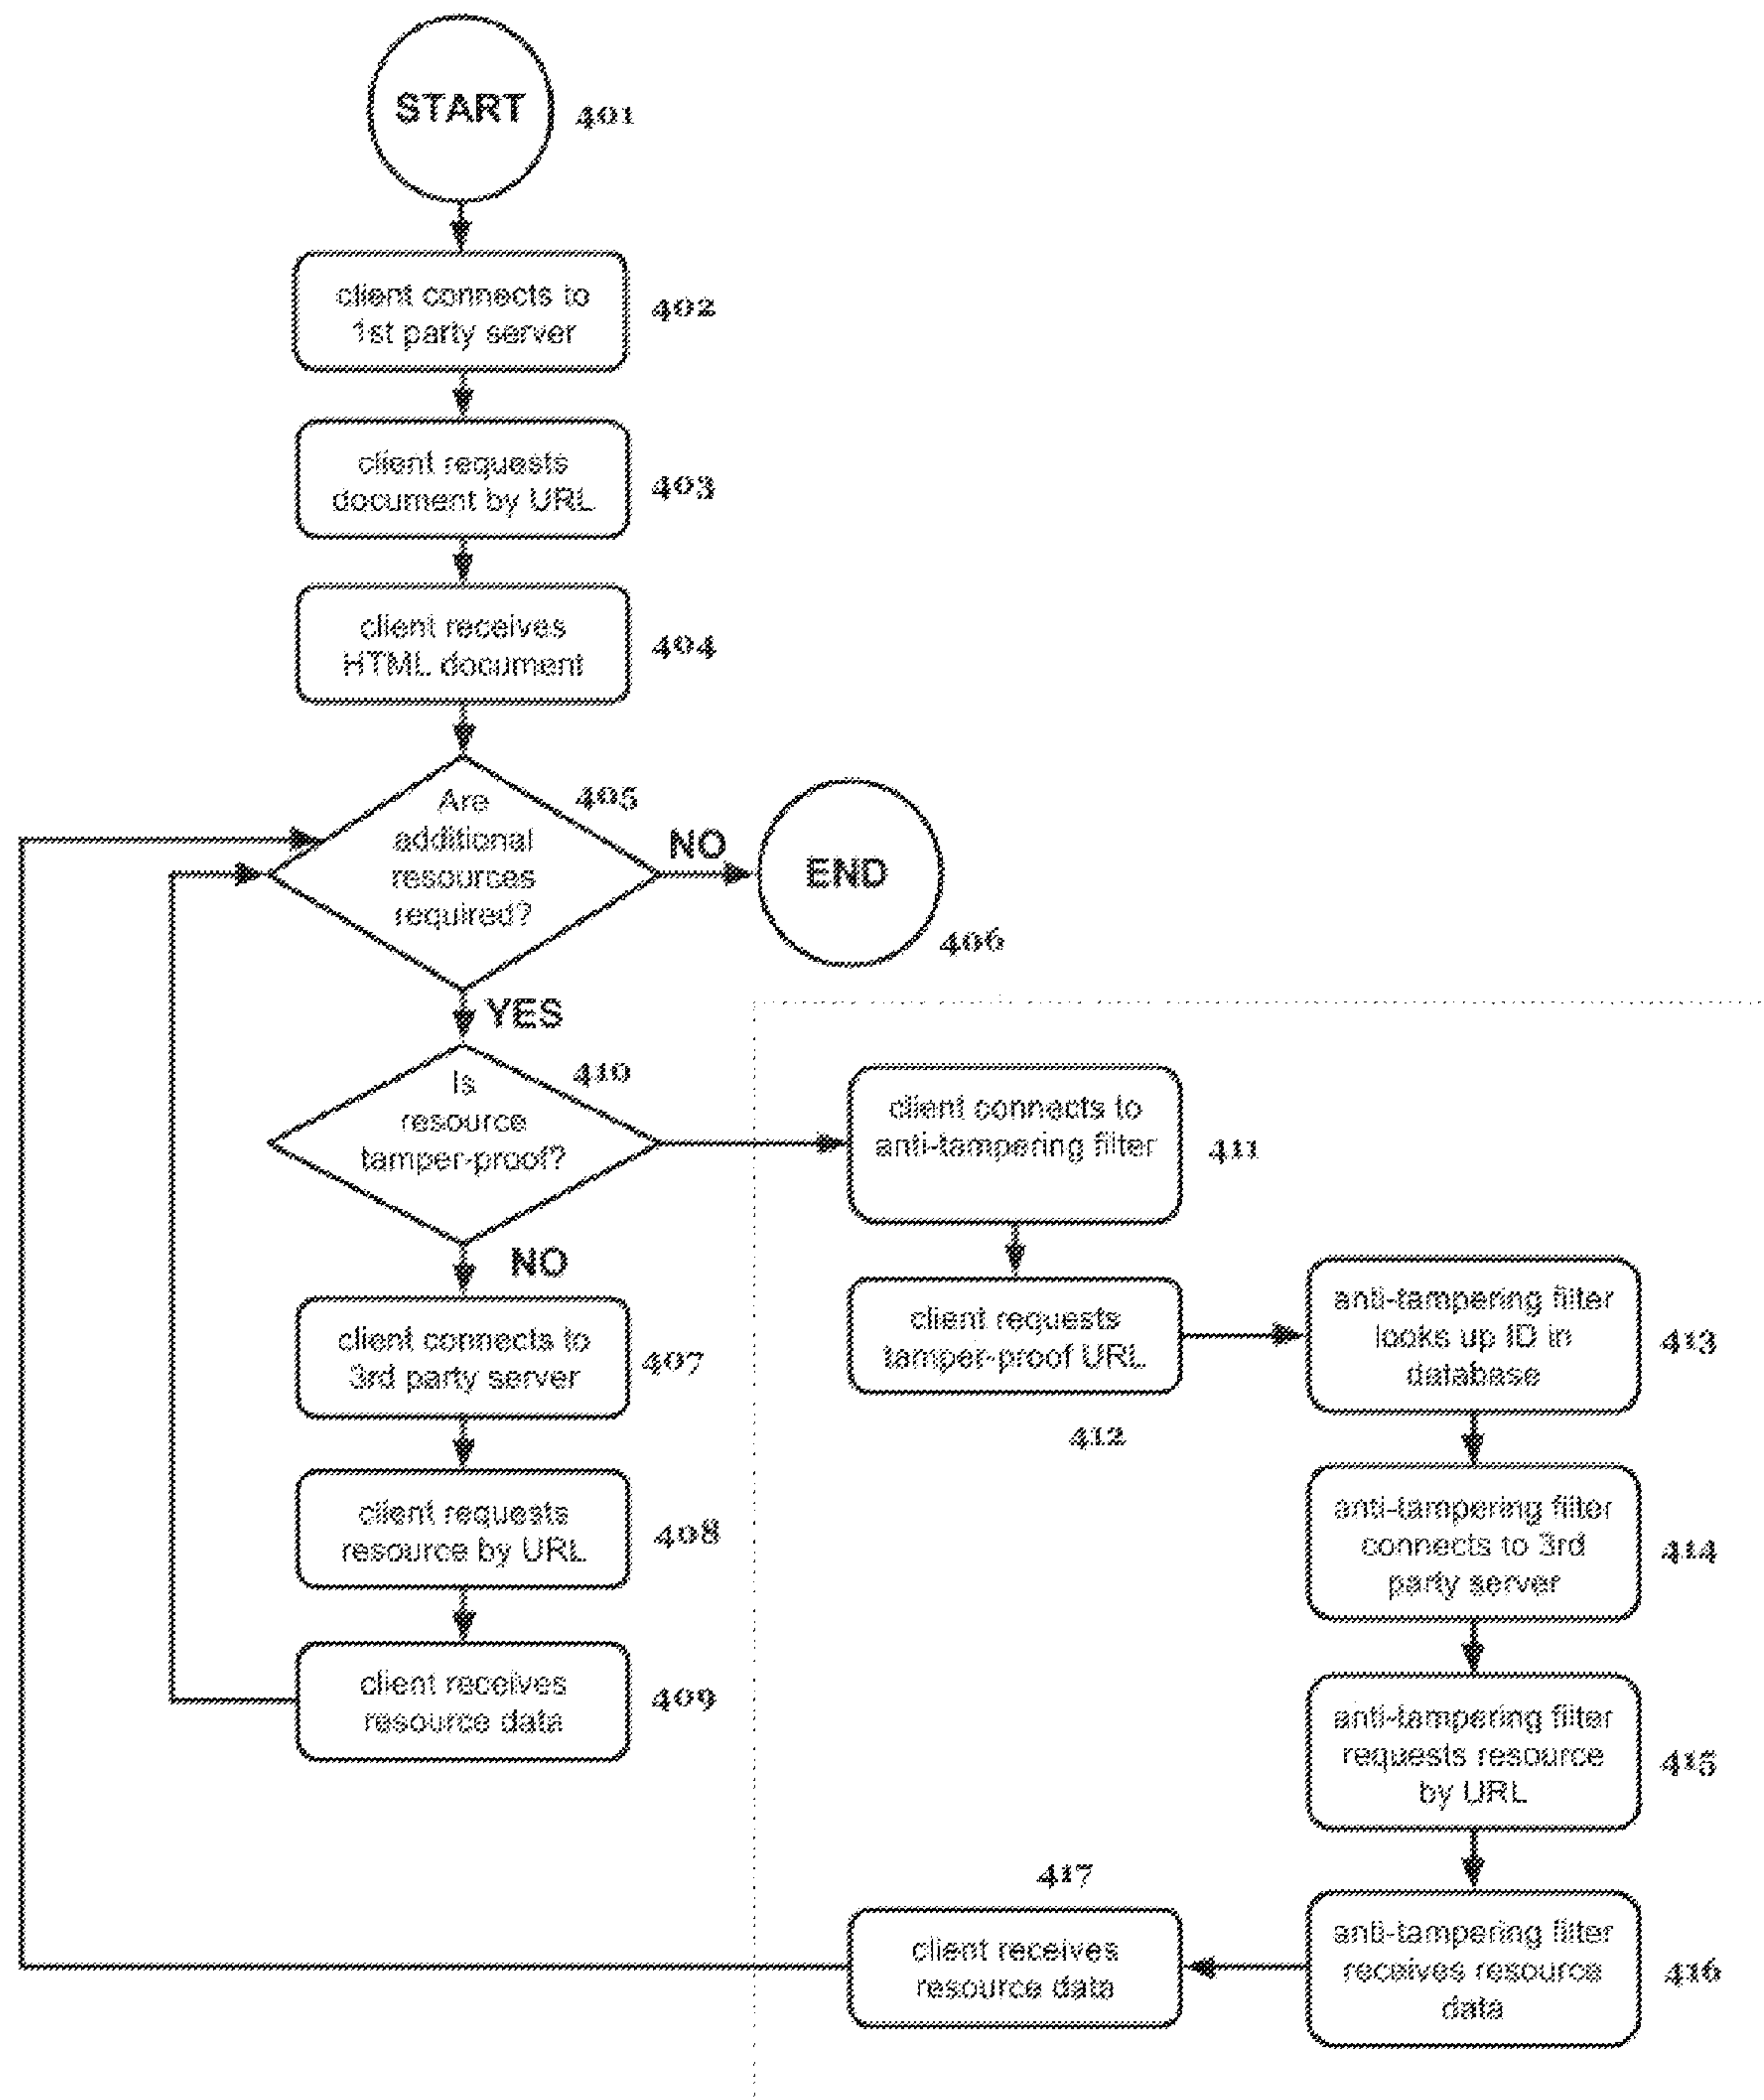 START
401
client connects to
1st party server
402
client requests
document by URL
403
client receives
HTML document
404
Are
additional
resources
required?
405
NO
END
406
YES
Is
resource
tamper-proof?
410
client connects to
anti-tampering filter
411
NO
client connects to
3rd party server
407
client requests
tamper-proof URL
412
anti-tampering filter
looks up ID in
database
413
client requests
resource by URL
408
anti-tampering filter
connects to 3rd
party server
414
client receives
resource data
409
anti-tampering filter
requests resource
by URL
415
417
client receives
resource data
anti-tampering filter
receives resource
data
416